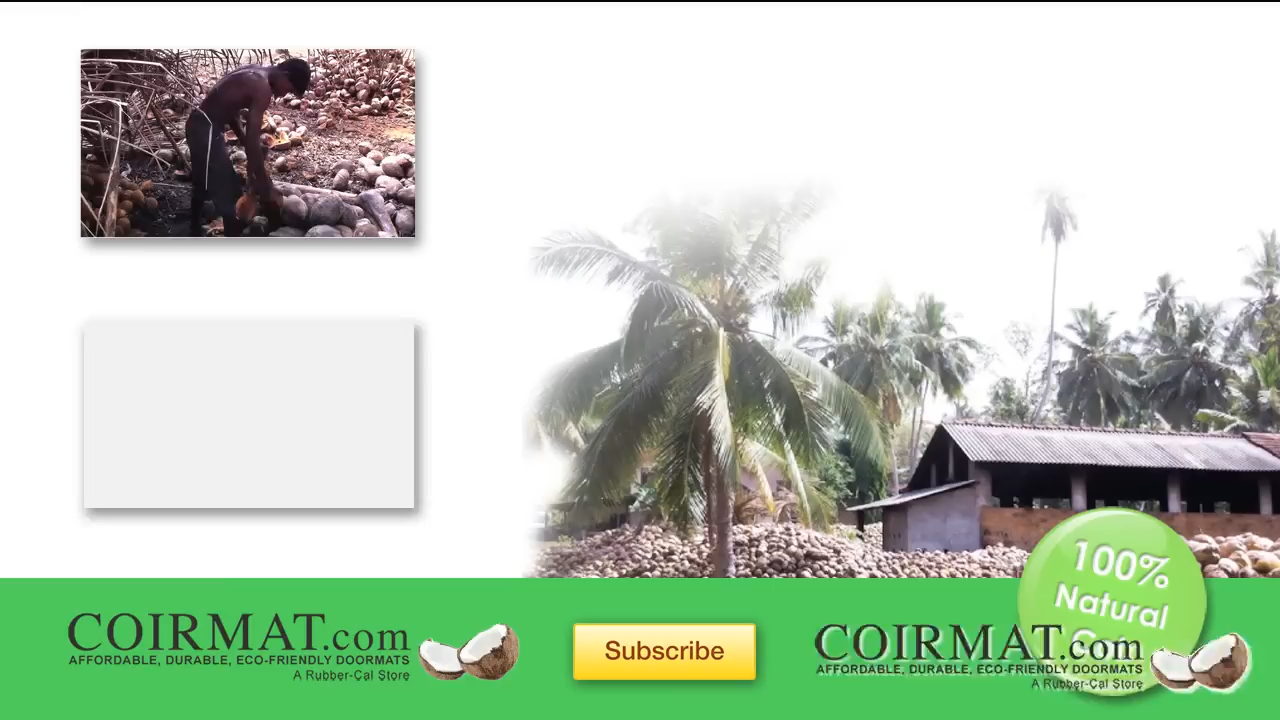 COIRMAT.com
AFFORDABLE, DURABLE, ECO-FRIENDLY DOORMATS
A Rubber-Cal Store
Subscribe
100%
Natural
COIRMAT.com
AFFORDABLE, DURABLE, ECO-FRIENDLY DOORMATS
A Rubber-Cal Store